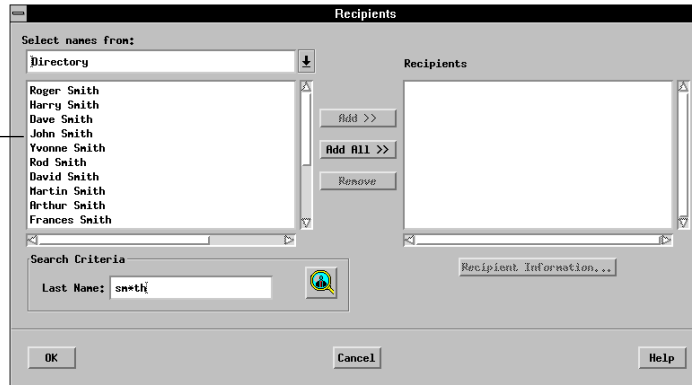 Recipients
Select names from:
Directory
Recipients
Roger Smith
Harry Smith
Dave Smith
John Smith
Yvonne Smith
Rod Smith
David Smith
Martin Smith
Arthur Smith
Frances Smith
Add >>
Add All >>
Remove
Search Criteria
Last Name: sm*th
Recipient Information...
OK
Cancel
Help